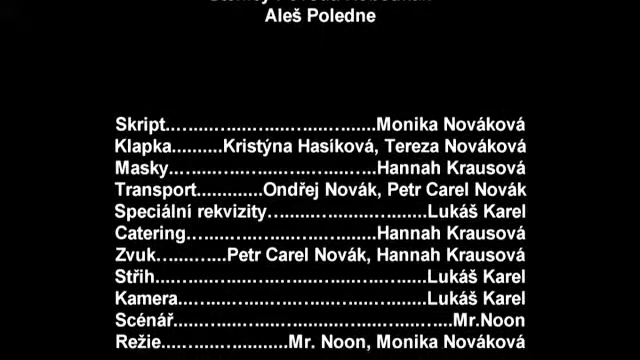 Aleš Poledne
Skript.…...…...…...…...…....Monika Nováková
Klapka..........Kristýna Hasíková, Tereza Nováková
Masky...…...…...…...…...…....Hannah Krausová
Transport.............Ondřej Novák, Petr Carel Novák
Speciální rekvizity…...…...…...…......Lukáš Karel
Catering...…...…...…...…...…...Hannah Krausová
Zvuk…...…....Petr Carel Novák, Hannah Krausová
Střih...…...…...…...…...…...…...…......Lukáš Karel
Kamera...…...…...…...…...…...…......Lukáš Karel
Scénář...…...…...…...…...…...…...…......Mr.Noon
Režie...…...…...…........Mr. Noon, Monika Nováková